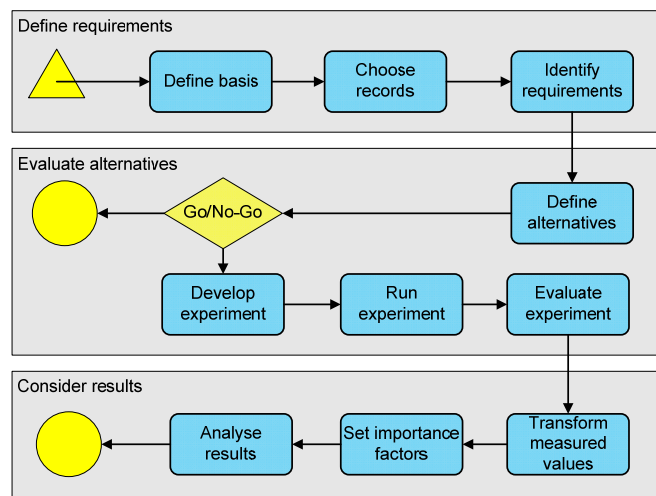 Define requirements
Define basis
Choose
records
Identify
requirements
Evaluate alternatives
Go/No-Go
Define
alternatives
Develop
experiment
Run
experiment
Evaluate
experiment
Consider results
Analyse
results
Set importance
factors
Transform
measured
values